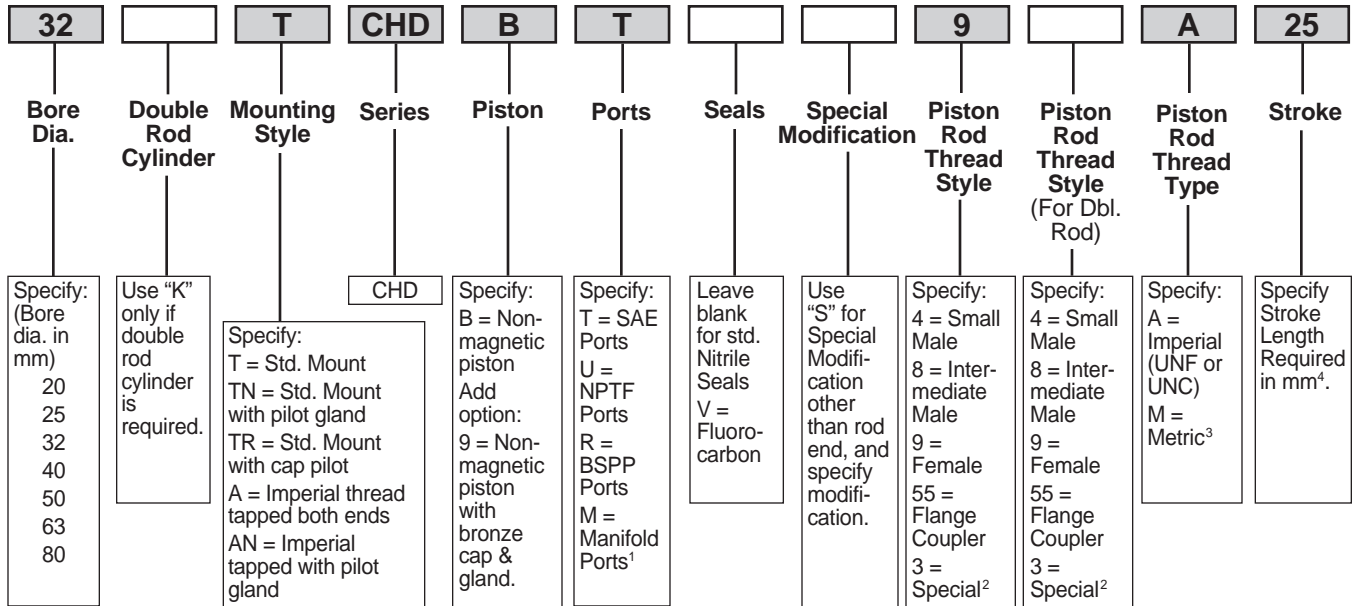 32 T CHD B T 9 A 25
Bore
Dia.
Double
Rod
Cylinder
Mounting
Style
Series
Piston
Ports
Seals
Special
Modification
Piston
Rod
Thread
Style
Piston
Rod
Thread
Style
(For Dbl.
Rod)
Piston
Rod
Thread
Type
Stroke
Specify:
(Bore
dia. in
mm)
20
25
32
40
50
63
80
Use “K”
only if
double
rod
cylinder
is
required.
Specify:
T = Std. Mount
TN = Std. Mount
with pilot gland
TR = Std. Mount
with cap pilot
A = Imperial thread
tapped both ends
AN = Imperial
tapped with pilot
gland
CHD
Specify:
B = Non-
magnetic
piston
Add
option:
9 = Non-
magnetic
piston
with
bronze
cap &
gland.
Specify:
T = SAE
Ports
U =
NPTF
Ports
R =
BSPP
Ports
M =
Manifold
Ports¹
Leave
blank
for std.
Nitrile
Seals
V =
Fluoro-
carbon
Use
“S” for
Special
Modifi-
cation
other
than rod
end, and
specify
modifi-
cation.
Specify:
4 = Small
Male
8 = Inter-
mediate
Male
9 =
Female
55 =
Flange
Coupler
3 =
Special²
Specify:
4 = Small
Male
8 = Inter-
mediate
Male
9 =
Female
55 =
Flange
Coupler
3 =
Special²
Specify:
A =
Imperial
(UNF or
UNC)
M =
Metric³
Specify
Stroke
Length
Required
in mm⁴.